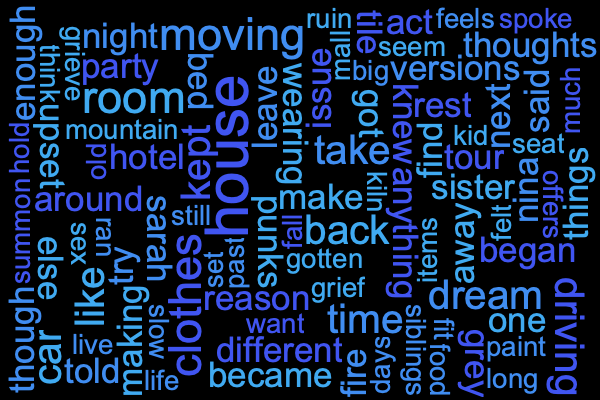 ruin
act
feels
spoke
night
moving
tile
mall
seem
thoughts
enough
grieve
think
party
bed
big
versions
room
house
leave
wearing
issue
got
knew
rest
next
said
much
mountain
upset
hold
old
hotel
kept
take
find
kid
seat
tour
nina
offers
things
around
sarah
still
punks
make
kiln
sister
anything
felt
away
summon
sex
ran
set
past
fall
back
items
began
else
like
try
clothes
gotten
reason
grief
dream
driving
though
car
making
slow
want
time
siblings
fit
one
live
different
days
food
grey
paint
told
life
became
fire
long